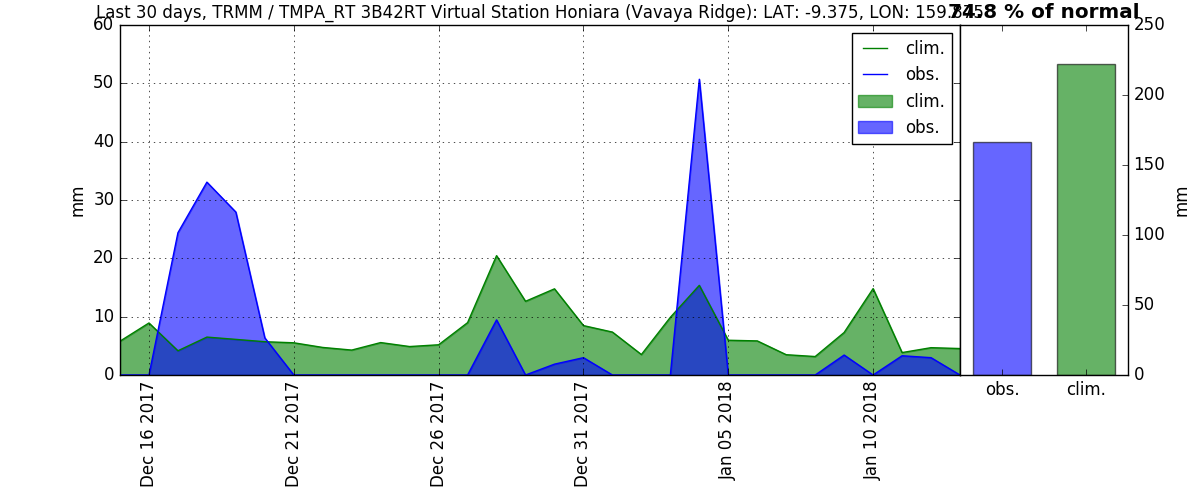 Last 30 days, TRMM / TMPA_RT 3B42RT Virtual Station Honiara (Vavaya Ridge): LAT: -9.375, LON:
74.8 % of normal
60
50
40
30
20
10
0
mm
clim.
obs.
clim.
obs.
250
200
150
100
50
0
mm
Dec 16 2017
Dec 21 2017
Dec 26 2017
Dec 31 2017
Jan 05 2018
Jan 10 2018
obs.
clim.